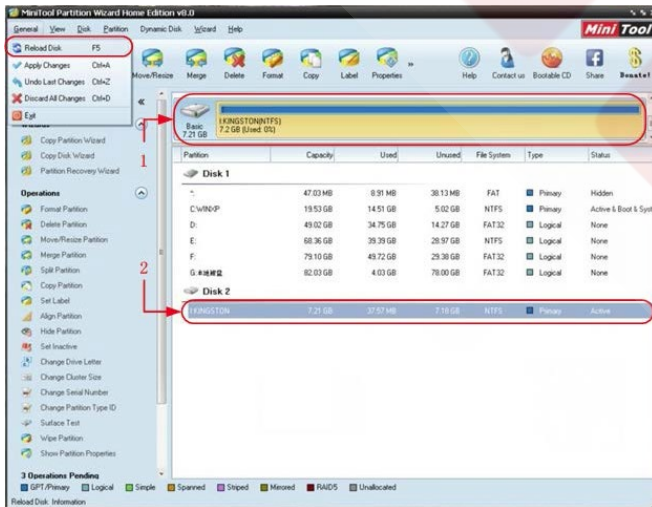 MiniTool Partition Wizard Home Edition v8.0
General View Disk Partition Dynamic Disk Wizard Help
Mini Tool
Reload Disk F5
Apply Changes Ctrl+A
Undo Last Changes Ctrl+Z
Discard All Changes Ctrl+D
Exit
Move/Resize Merge Delete Format Copy Label Properties » Help Contact us Bootable CD Share Donate!
1
Basic
7.21 GB
I:KINGSTON(NTFS)
7.2 GB (Used: 0%)
Copy Partition Wizard
Copy Disk Wizard
Partition Recovery Wizard
Operations
Format Partition
Delete Partition
Move/Resize Partition
Merge Partition
Split Partition
Copy Partition
Set Label
Align Partition
Hide Partition
Set Inactive
Change Drive Letter
Change Cluster Size
Change Serial Number
Change Partition Type ID
Surface Test
Wipe Partition
Show Partition Properties
3 Operations Pending
2
Partition Capacity Used Unused File System Type Status
Disk 1
*: 47.03 MB 8.91 MB 38.13 MB FAT Primary Hidden
C:WINXP 19.53 GB 14.51 GB 5.02 GB NTFS Primary Active & Boot & Syst
D: 49.02 GB 34.75 GB 14.27 GB FAT32 Logical None
E: 68.36 GB 39.39 GB 28.97 GB NTFS Logical None
F: 79.10 GB 49.72 GB 29.38 GB FAT32 Logical None
G: 82.03 GB 4.03 GB 78.00 GB FAT32 Logical None
Disk 2
I:KINGSTON 7.21 GB 37.57 MB 7.18 GB NTFS Primary Active
GPT/Primary Logical Simple Spanned Striped Mirrored RAID5 Unallocated
Reload Disk Information